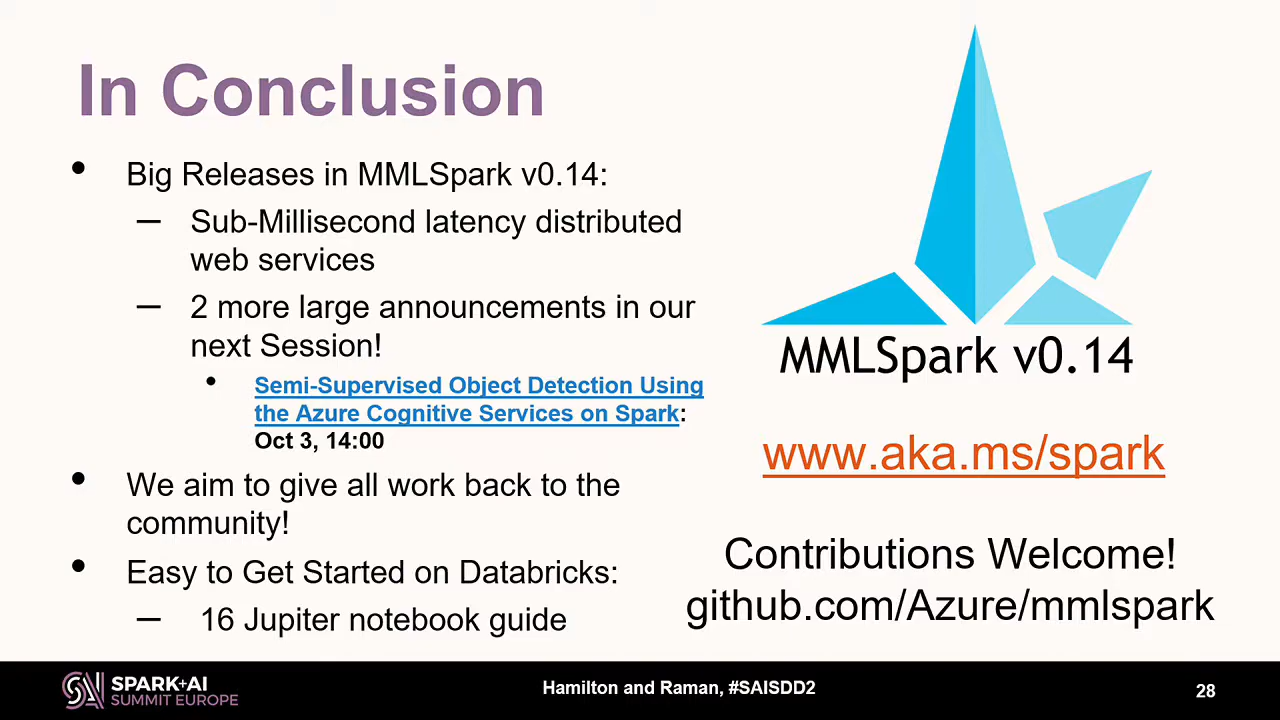 In Conclusion
• Big Releases in MMLSpark v0.14:
– Sub-Millisecond latency distributed
web services
– 2 more large announcements in our
next Session!
• Semi-Supervised Object Detection Using
the Azure Cognitive Services on Spark:
Oct 3, 14:00
• We aim to give all work back to the
community!
• Easy to Get Started on Databricks:
– 16 Jupiter notebook guide
MMLSpark v0.14
www.aka.ms/spark
Contributions Welcome!
github.com/Azure/mmlspark
SPARK+AI
SUMMIT EUROPE
Hamilton and Raman, #SAISDD2
28